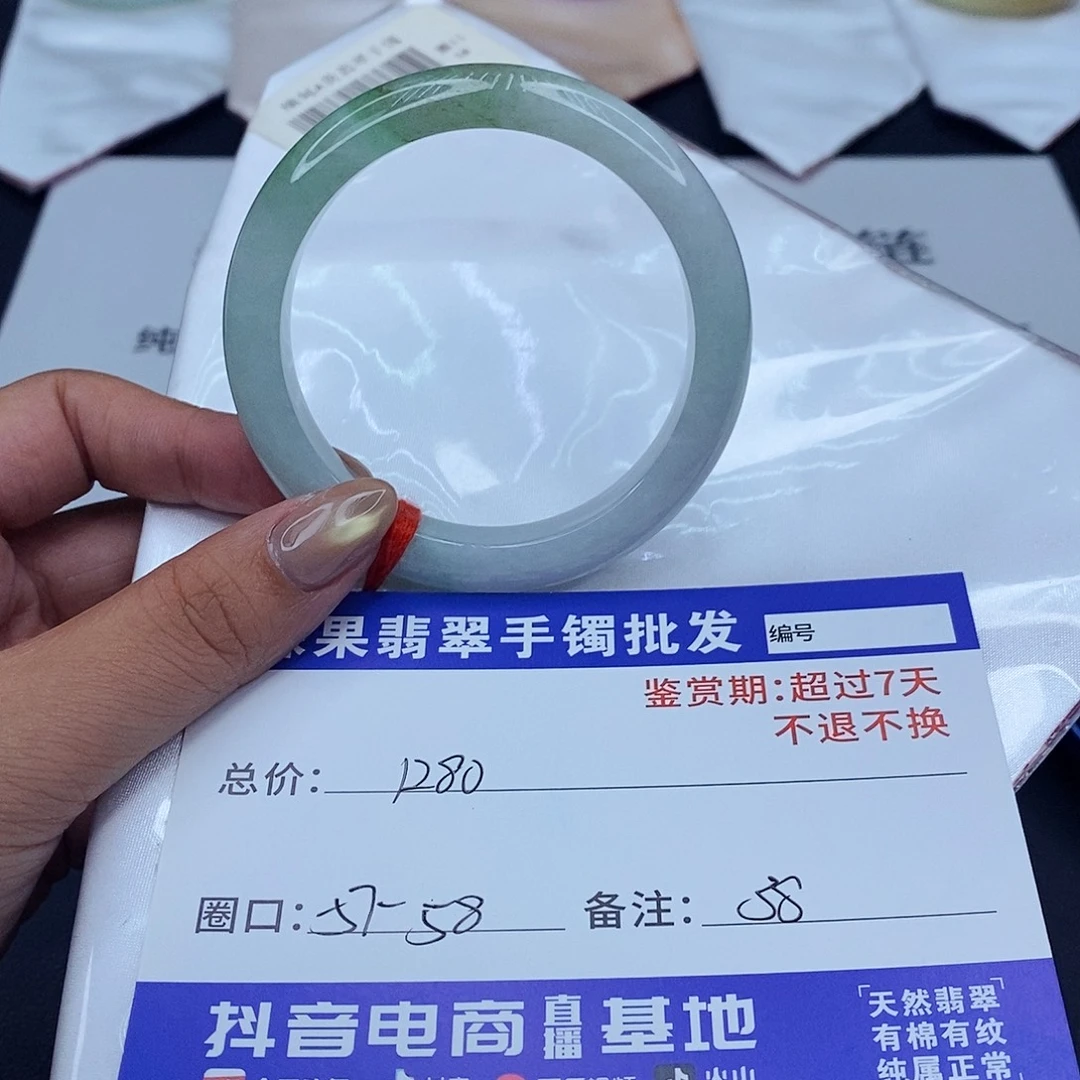 链
纯
果翡翠手镯批发
编号
鉴赏期:超过7天
不退不换
总价: 1280
圈口: 57-58 备注: 58
抖音电商直播基地
「天然翡翠」
有棉有纹
纯属正常